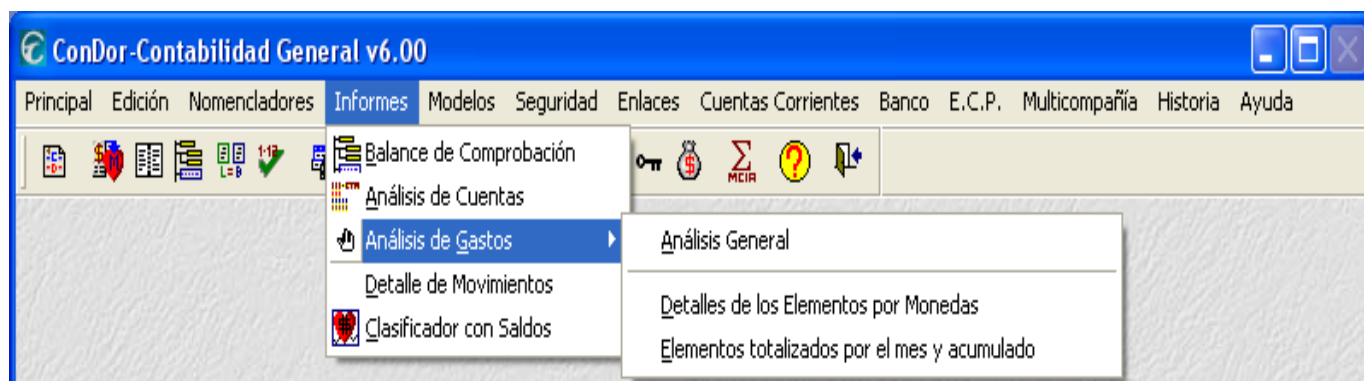 ConDor-Contabilidad General v6.00
Principal Edición Nomencladores Informes Modelos Seguridad Enlaces Cuentas Corrientes Banco E.C.P. Multicompañía Historia Ayuda
Balance de Comprobación
Análisis de Cuentas
Análisis de Gastos
Detalle de Movimientos
Clasificador con Saldos
Análisis General
Detalles de los Elementos por Monedas
Elementos totalizados por el mes y acumulado